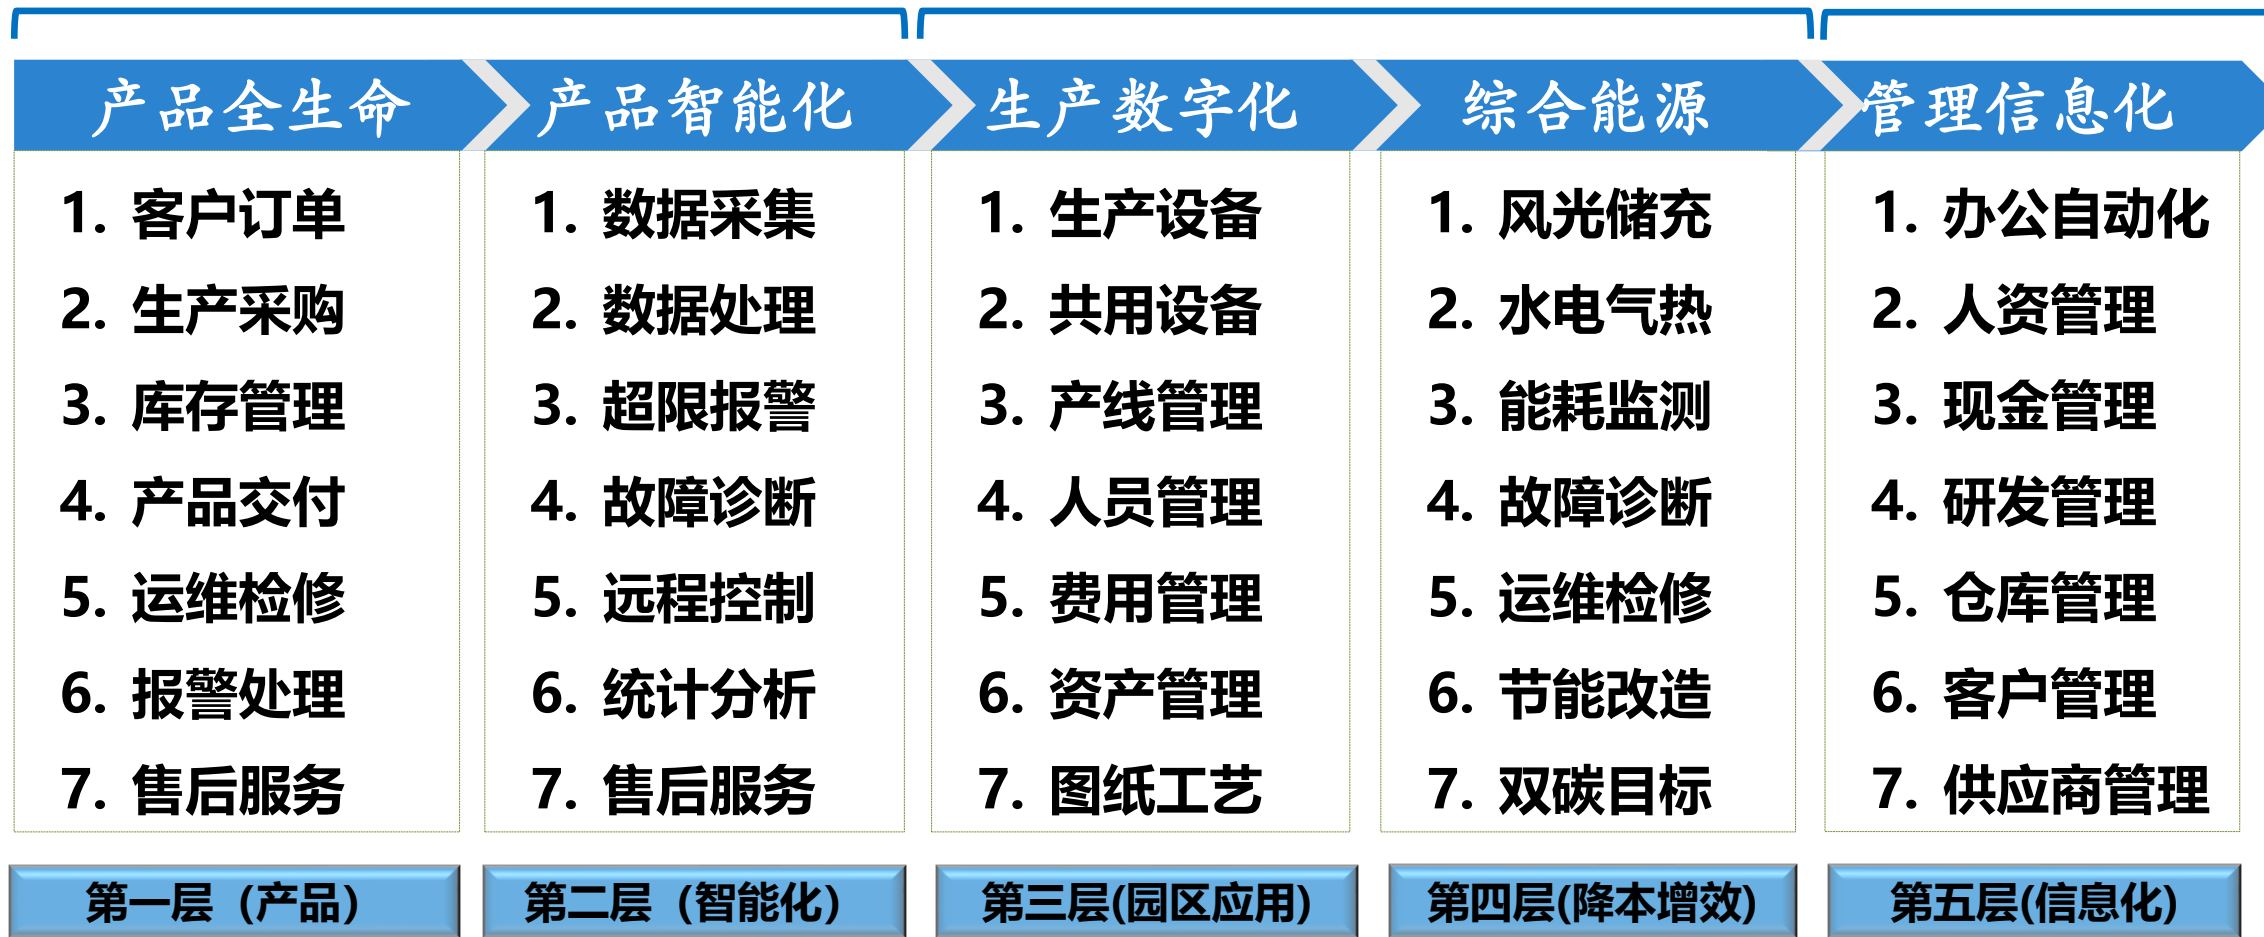 产品全生命
1. 客户订单
2. 生产采购
3. 库存管理
4. 产品交付
5. 运维检修
6. 报警处理
7. 售后服务
第一层（产品）
产品智能化
1. 数据采集
2. 数据处理
3. 超限报警
4. 故障诊断
5. 远程控制
6. 统计分析
7. 售后服务
第二层（智能化）
生产数字化
1. 生产设备
2. 共用设备
3. 产线管理
4. 人员管理
5. 费用管理
6. 资产管理
7. 图纸工艺
第三层(园区应用)
综合能源
1. 风光储充
2. 水电气热
3. 能耗监测
4. 故障诊断
5. 运维检修
6. 节能改造
7. 双碳目标
第四层(降本增效)
管理信息化
1. 办公自动化
2. 人资管理
3. 现金管理
4. 研发管理
5. 仓库管理
6. 客户管理
7. 供应商管理
第五层(信息化)